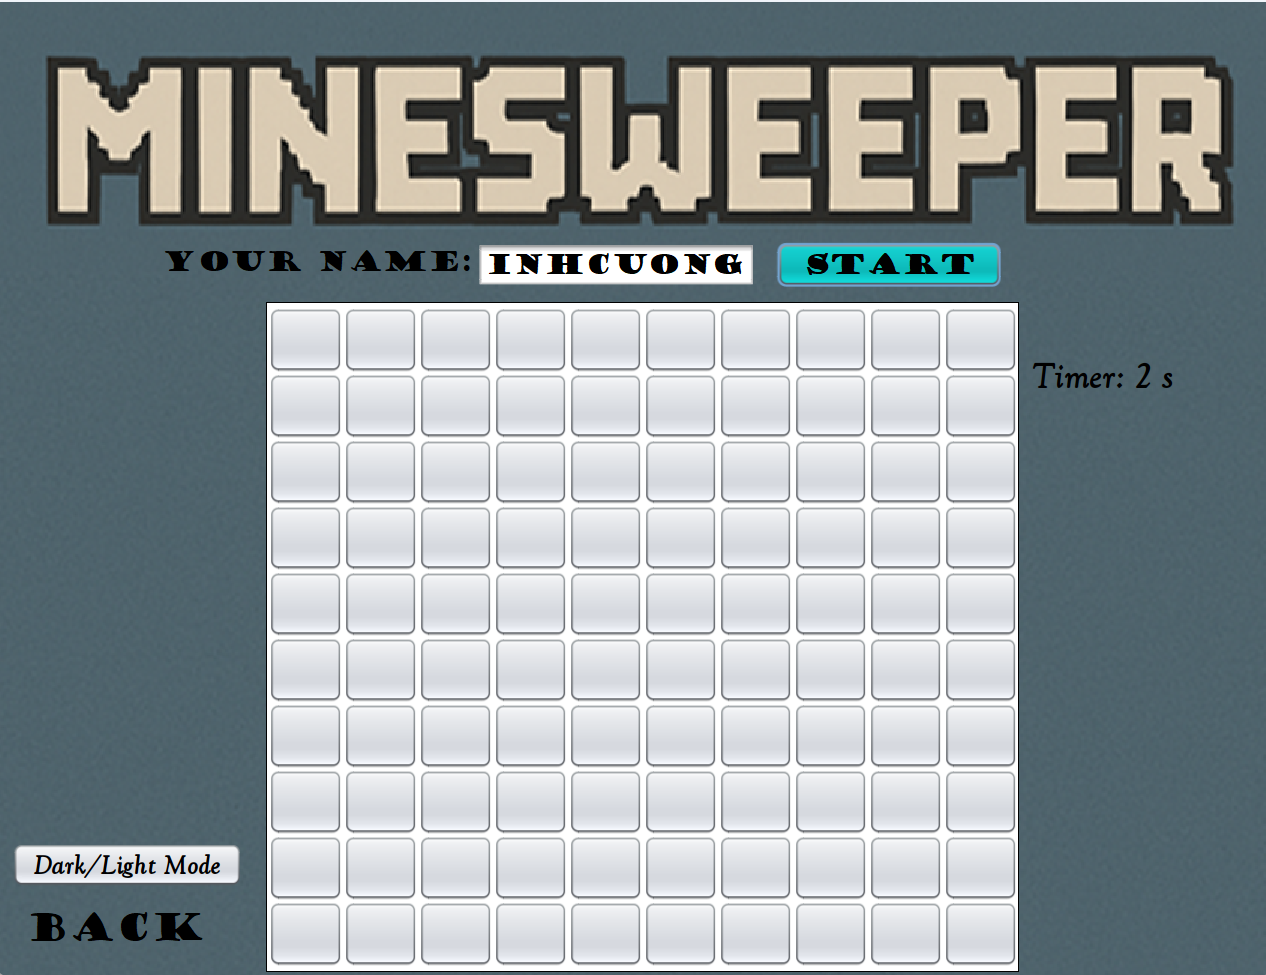 MINESWEEPER
YOUR NAME: INHCUONG START
Timer: 2 s
Dark/Light Mode
BACK